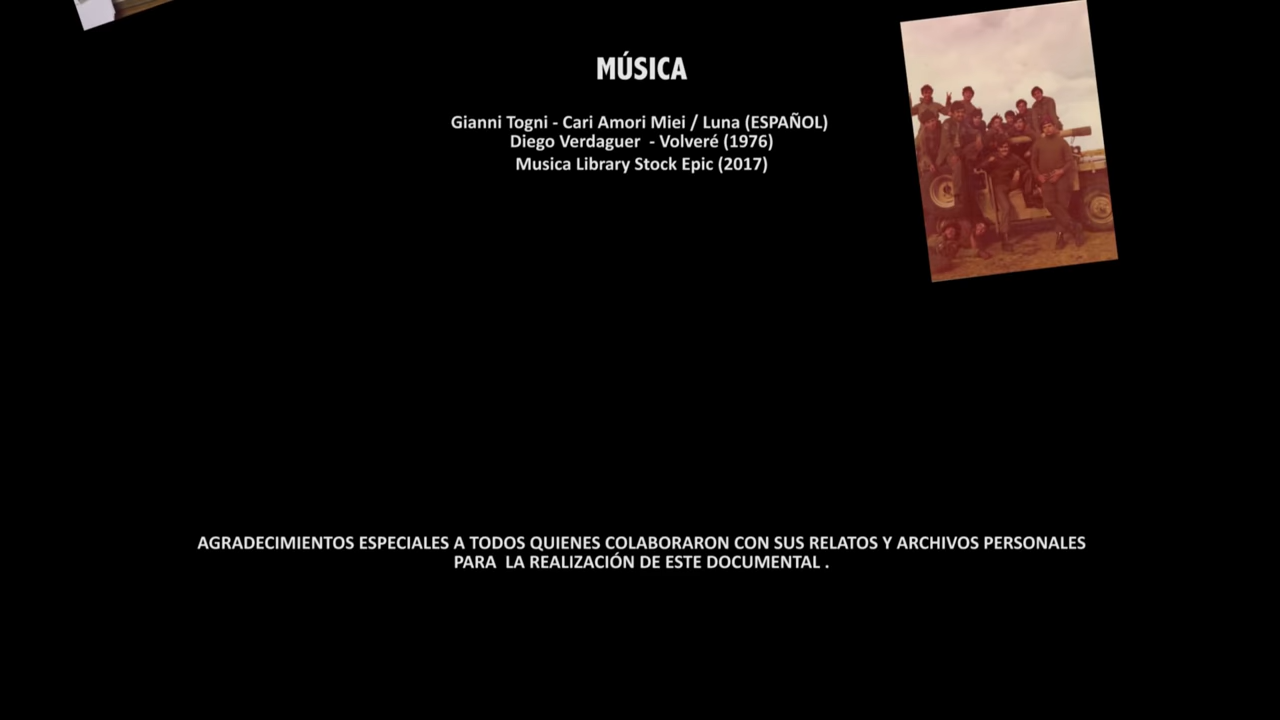 MÚSICA
Gianni Togni - Cari Amori Miei / Luna (ESPAÑOL)
Diego Verdaguer - Volveré (1976)
Musica Library Stock Epic (2017)
AGRADECIMIENTOS ESPECIALES A TODOS QUIENES COLABORARON CON SUS RELATOS Y ARCHIVOS PERSONALES
PARA LA REALIZACIÓN DE ESTE DOCUMENTAL .